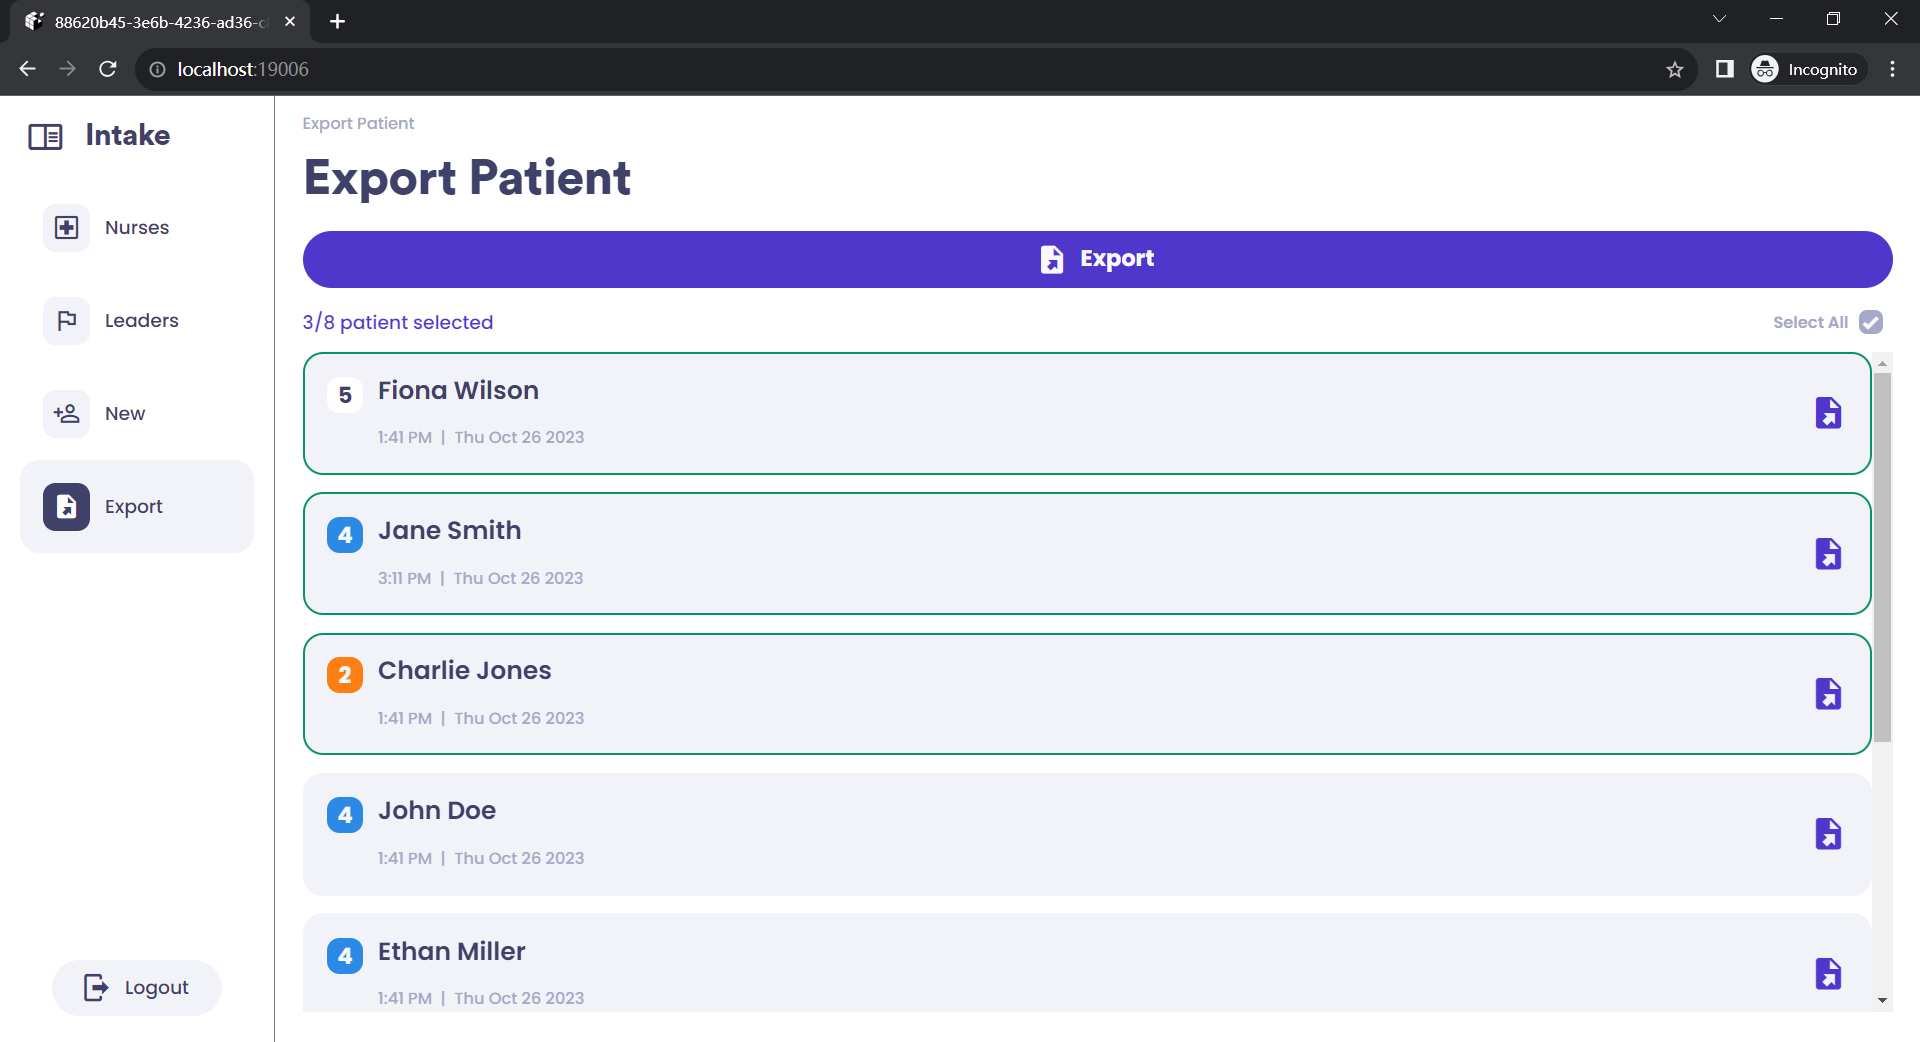 88620b45-3e6b-4236-ad36-c
localhost:19006
Incognito
Intake
Nurses
Leaders
New
Export
Logout
Export Patient
Export Patient
Export
3/8 patient selected
Select All
5 Fiona Wilson
1:41 PM | Thu Oct 26 2023
4 Jane Smith
3:11 PM | Thu Oct 26 2023
2 Charlie Jones
1:41 PM | Thu Oct 26 2023
4 John Doe
1:41 PM | Thu Oct 26 2023
4 Ethan Miller
1:41 PM | Thu Oct 26 2023